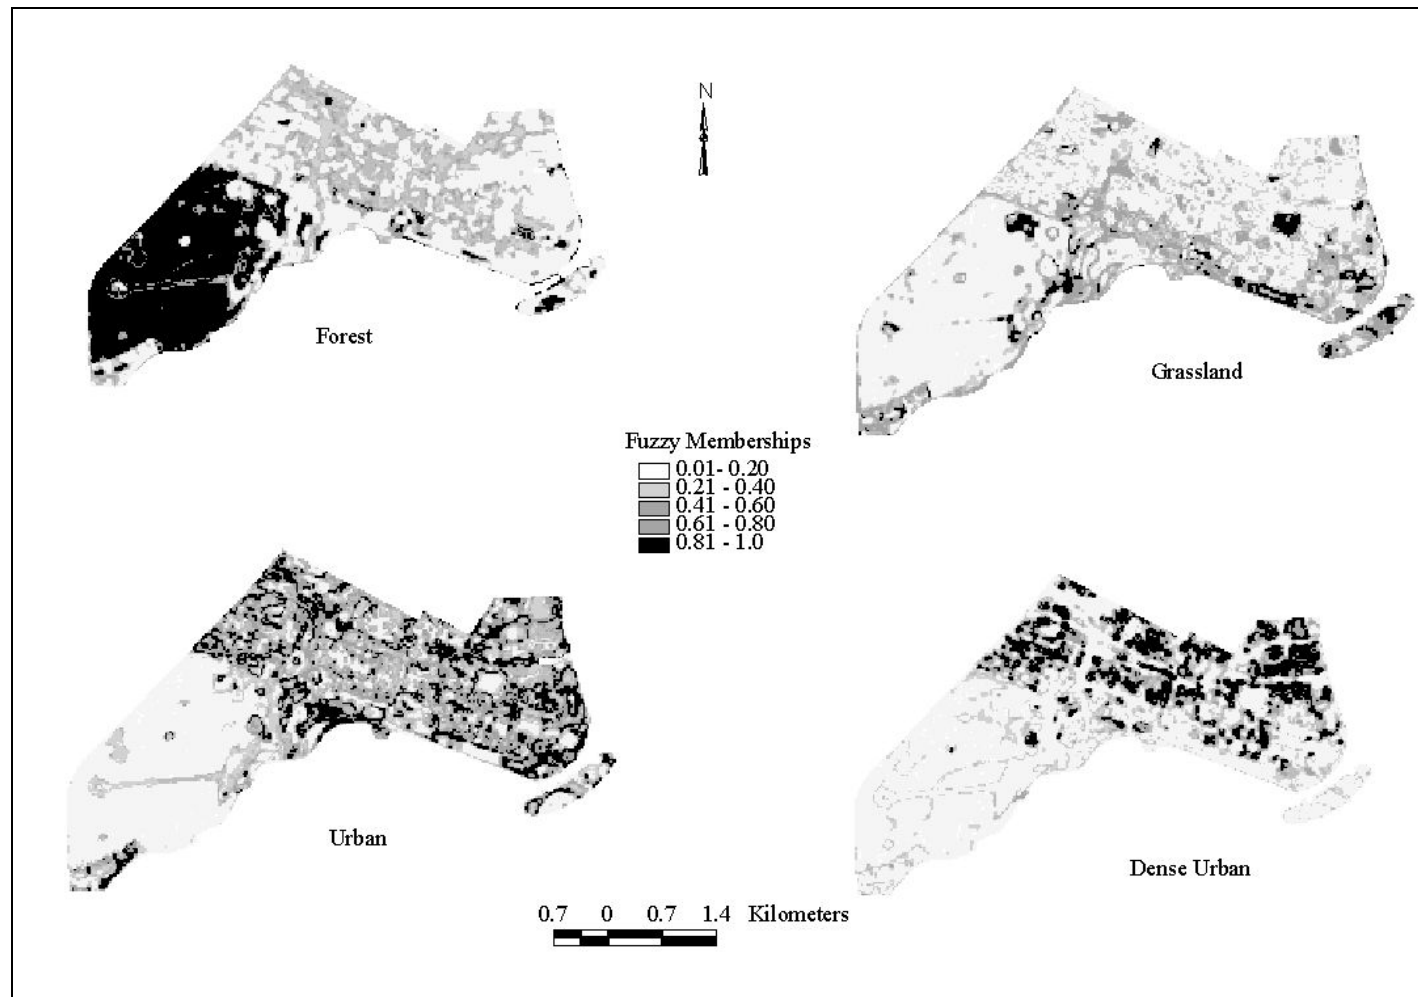 N
Forest
Grassland
Fuzzy Memberships
0.01- 0.20
0.21 - 0.40
0.41 - 0.60
0.61 - 0.80
0.81 - 1.0
Urban
Dense Urban
0.7 0 0.7 1.4 Kilometers